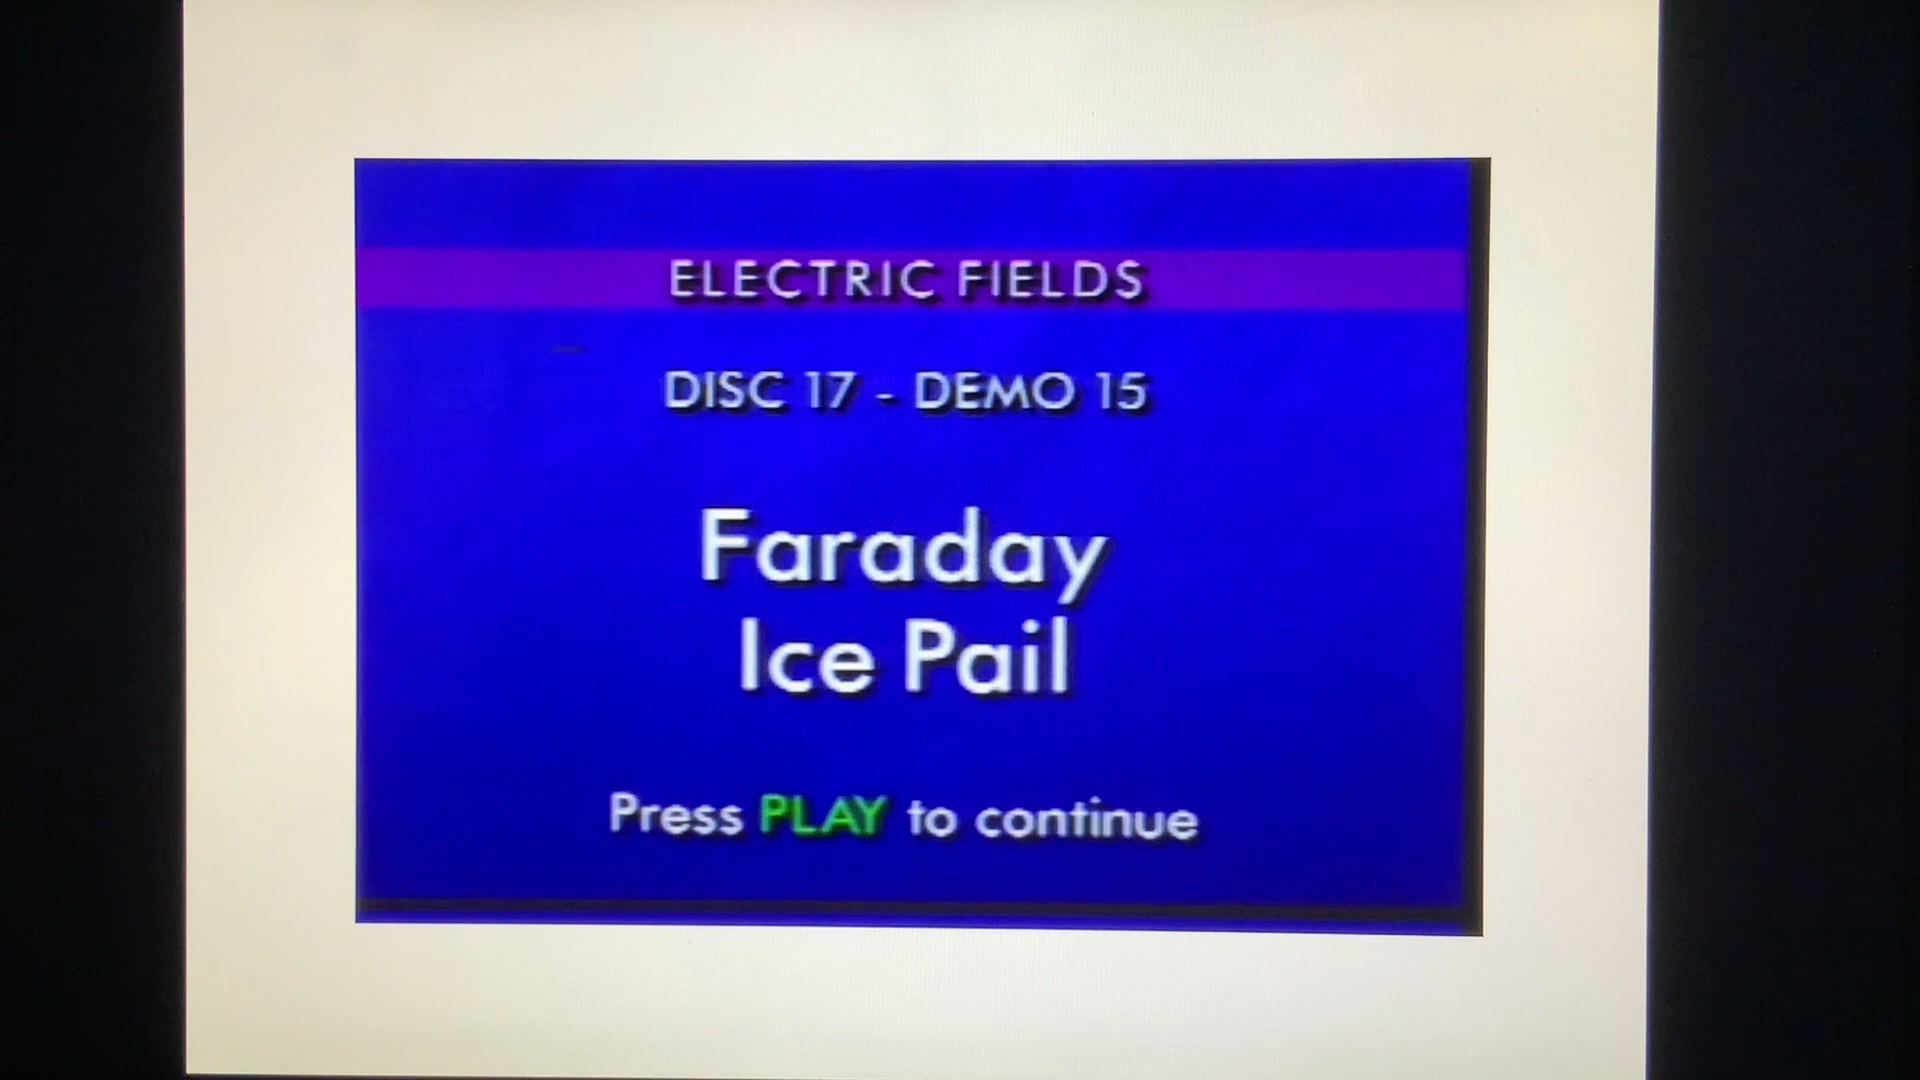 ELECTRIC FIELDS
DISC 17 - DEMO 15
Faraday
Ice Pail
Press PLAY to continue